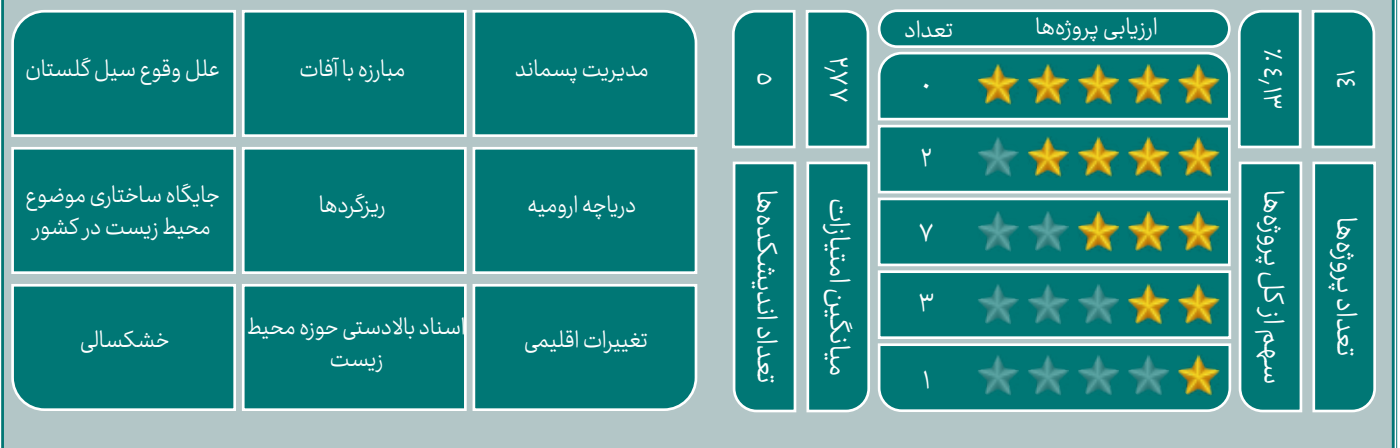 ۱٤
تعداد پروژه‌ها
٪ ٤,۱۳
سهم از کل پروژه‌ها
ارزیابی پروژه‌ها تعداد
۰
۲
۷
۳
۱
۲,۷۷
میانگین امتیازات
۵
تعداد اندیشکده‌ها
مدیریت پسماند
مبارزه با آفات
علل وقوع سیل گلستان
دریاچه ارومیه
ریزگردها
جایگاه ساختاری موضوع
محیط زیست در کشور
تغییرات اقلیمی
اسناد بالادستی حوزه محیط
زیست
خشکسالی